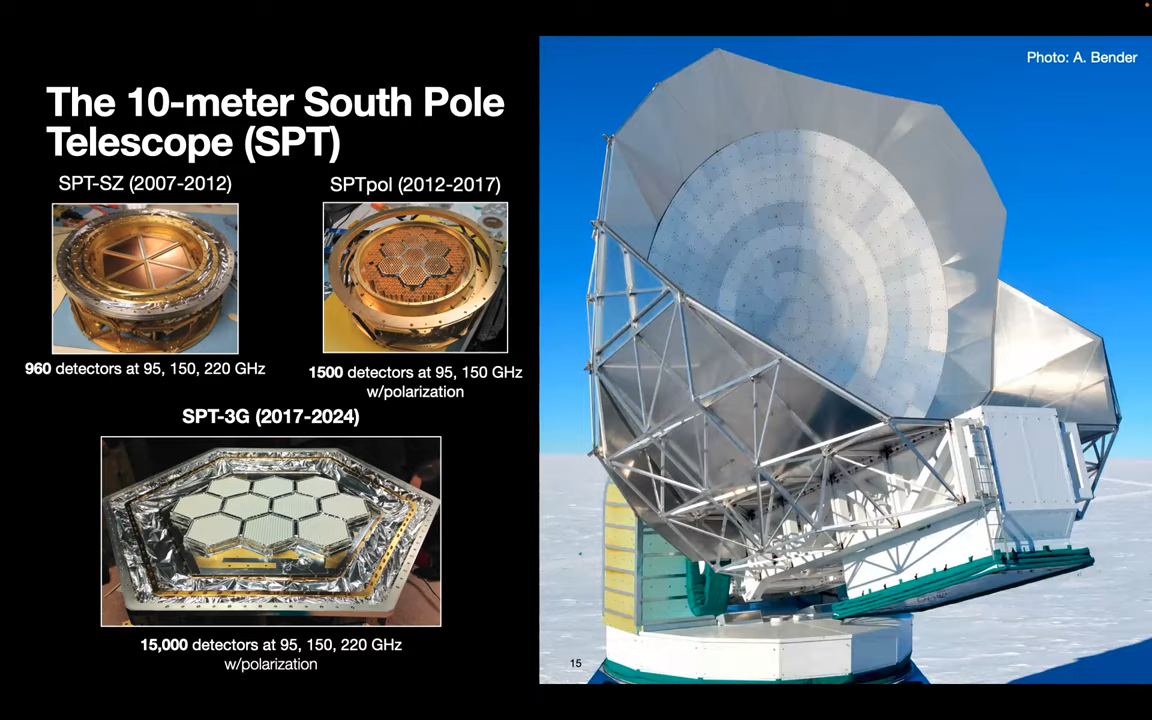 The 10-meter South Pole
Telescope (SPT)
SPT-SZ (2007-2012)
SPTpol (2012-2017)
960 detectors at 95, 150, 220 GHz
1500 detectors at 95, 150 GHz
w/polarization
SPT-3G (2017-2024)
15,000 detectors at 95, 150, 220 GHz
w/polarization
Photo: A. Bender
15